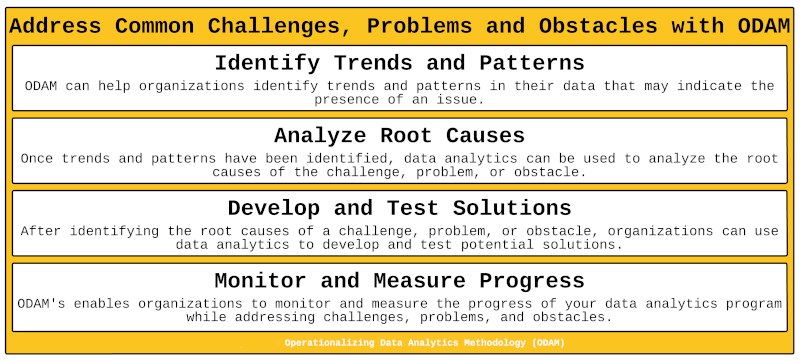 Address Common Challenges, Problems and Obstacles with ODAM
Identify Trends and Patterns
ODAM can help organizations identify trends and patterns in their data that may indicate the
presence of an issue.
Analyze Root Causes
Once trends and patterns have been identified, data analytics can be used to analyze the root
causes of the challenge, problem, or obstacle.
Develop and Test Solutions
After identifying the root causes of a challenge, problem, or obstacle, organizations can use
data analytics to develop and test potential solutions.
Monitor and Measure Progress
ODAM's enables organizations to monitor and measure the progress of your data analytics program
while addressing challenges, problems, and obstacles.
Operationalizing Data Analytics Methodology (ODAM)